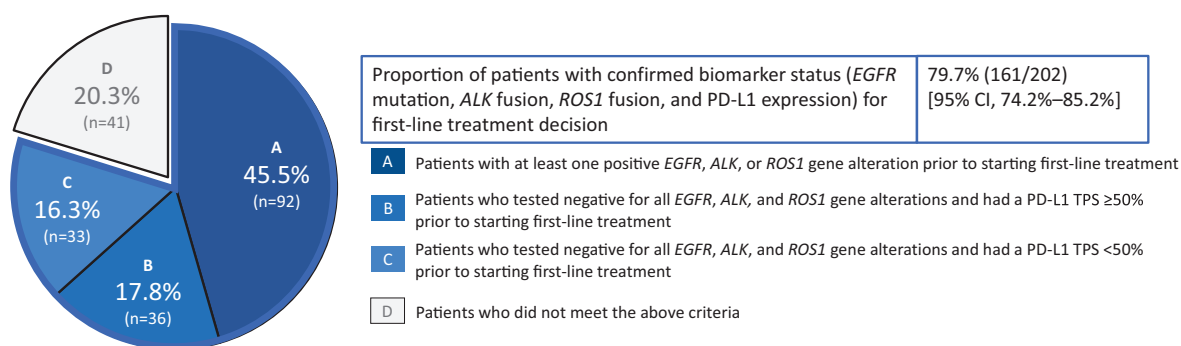 D
20.3%
(n=41)
A
45.5%
(n=92)
C
16.3%
(n=33)
B
17.8%
(n=36)
Proportion of patients with confirmed biomarker status (EGFR
mutation, ALK fusion, ROS1 fusion, and PD-L1 expression) for
first-line treatment decision
79.7% (161/202)
[95% CI, 74.2%–85.2%]
A Patients with at least one positive EGFR, ALK, or ROS1 gene alteration prior to starting first-line treatment
B Patients who tested negative for all EGFR, ALK, and ROS1 gene alterations and had a PD-L1 TPS ≥50%
prior to starting first-line treatment
C Patients who tested negative for all EGFR, ALK, and ROS1 gene alterations and had a PD-L1 TPS <50%
prior to starting first-line treatment
D Patients who did not meet the above criteria